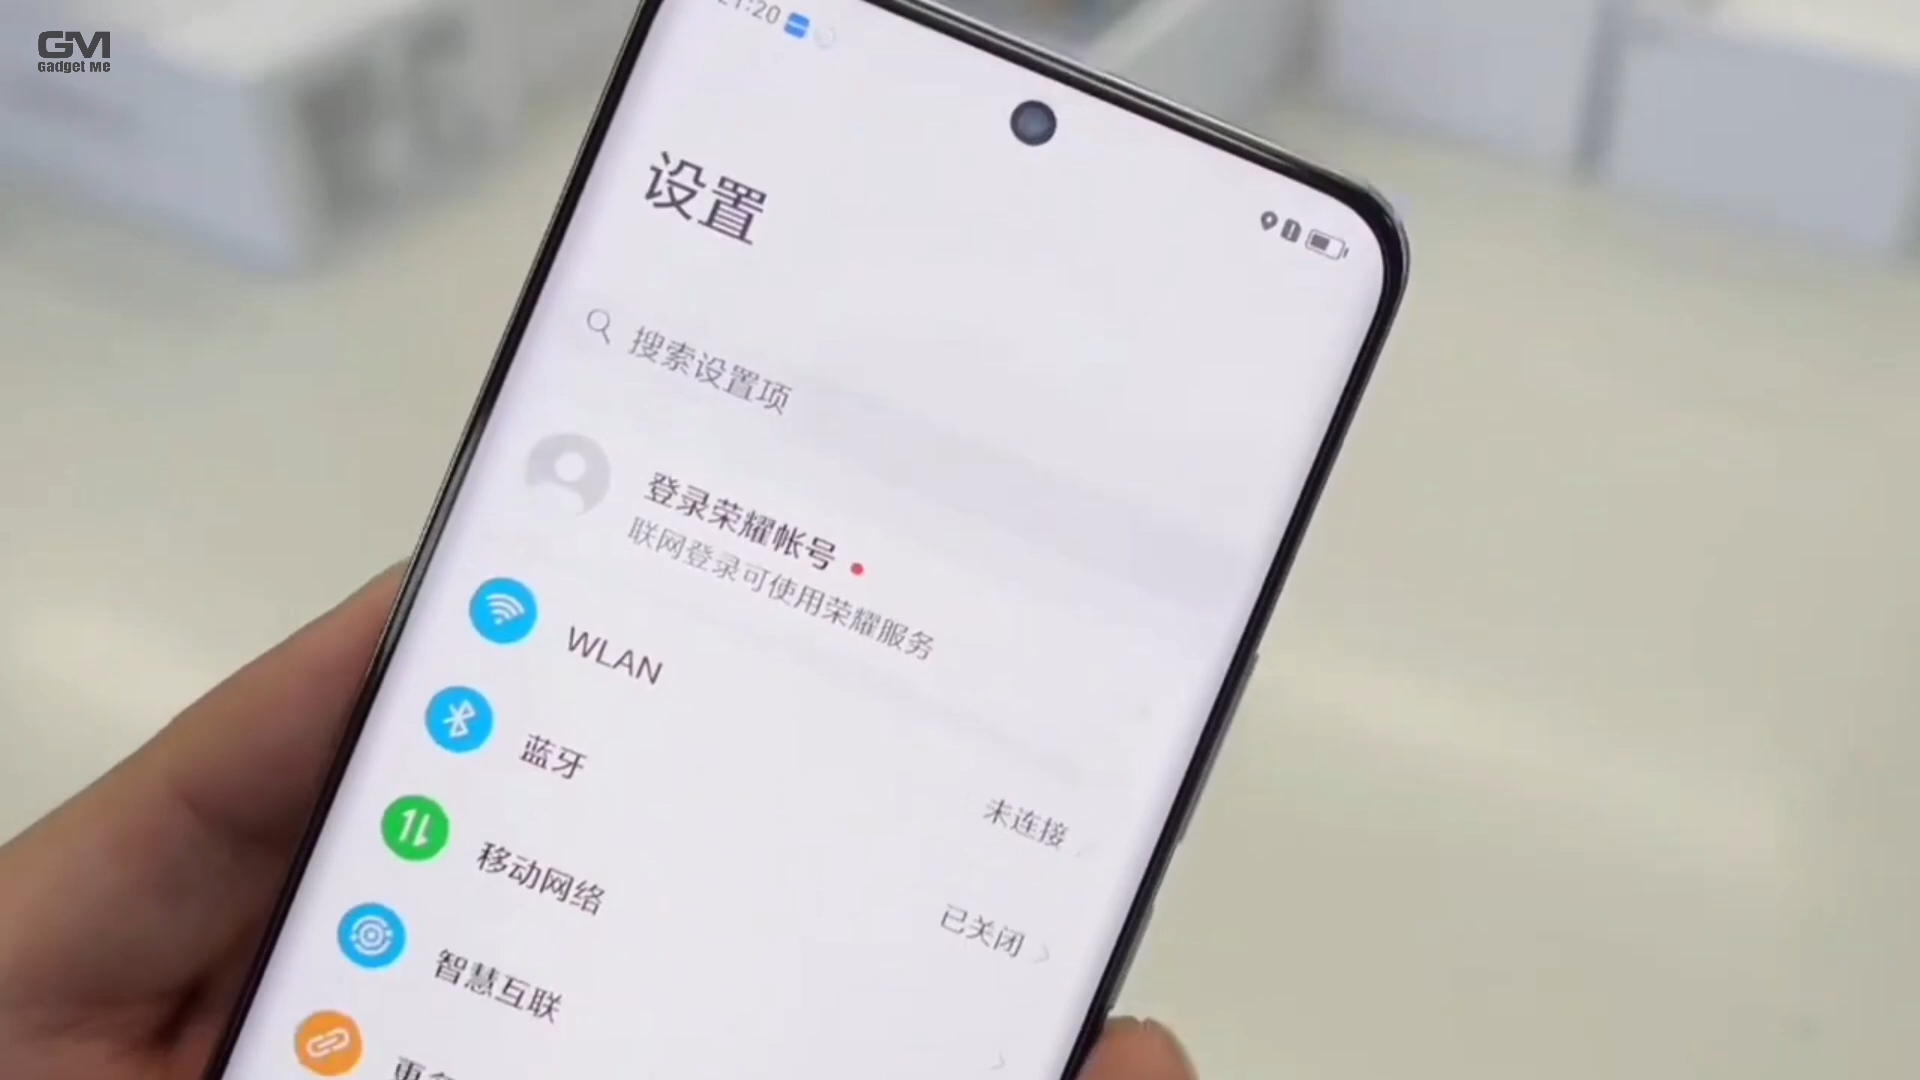 GM
Gadget Me
21:20
设置
搜索设置项
登录荣耀帐号
联网登录可使用荣耀服务
WLAN
未连接
蓝牙
已关闭
移动网络
智慧互联